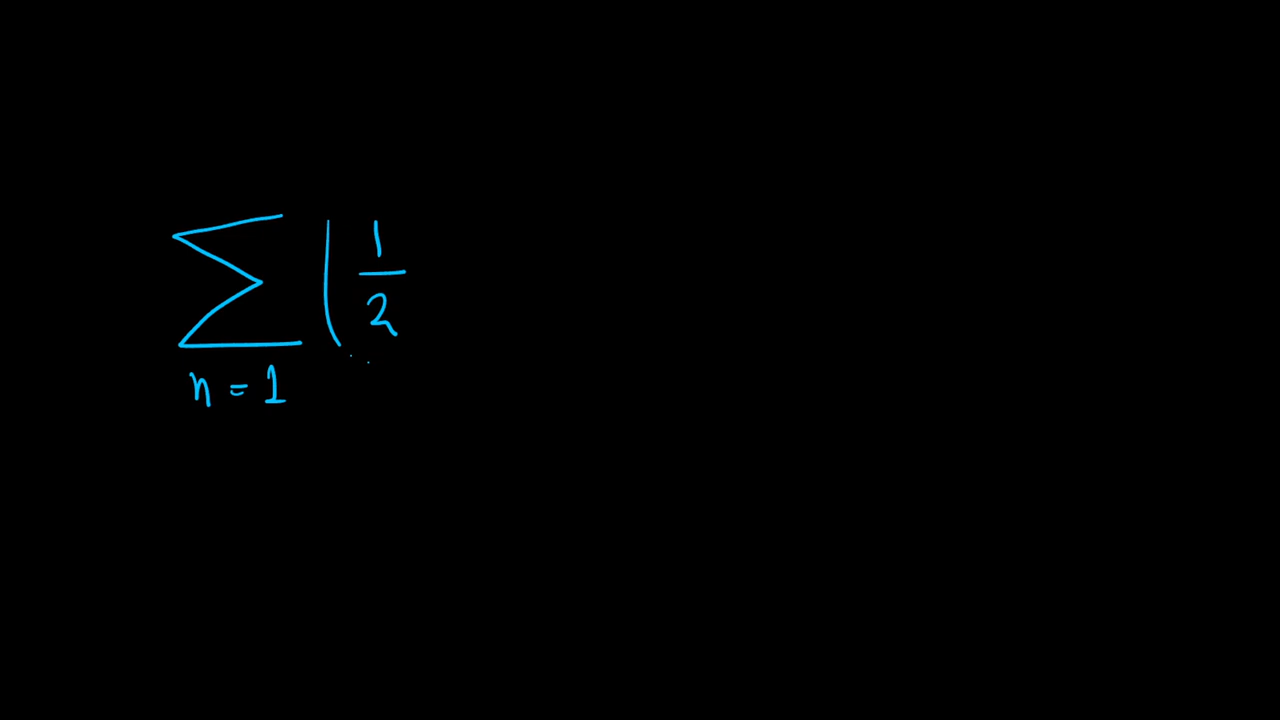 ∑ ( 1/2
n = 1